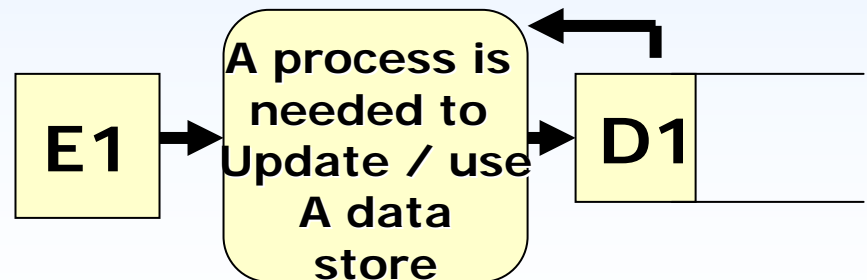 E1
A process is
needed to
Update / use
A data
store
D1